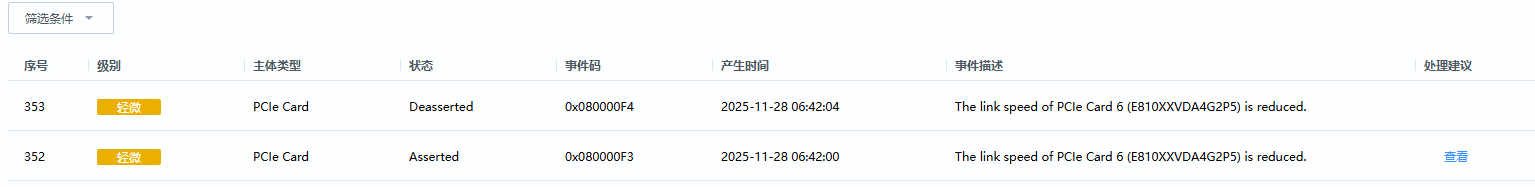 筛选条件
序号 级别 主体类型 状态 事件码 产生时间 事件描述 处理建议
353 轻微 PCIe Card Deasserted 0x080000F4 2025-11-28 06:42:04 The link speed of PCIe Card 6 (E810XXVDA4G2P5) is reduced.
352 轻微 PCIe Card Asserted 0x080000F3 2025-11-28 06:42:00 The link speed of PCIe Card 6 (E810XXVDA4G2P5) is reduced. 查看